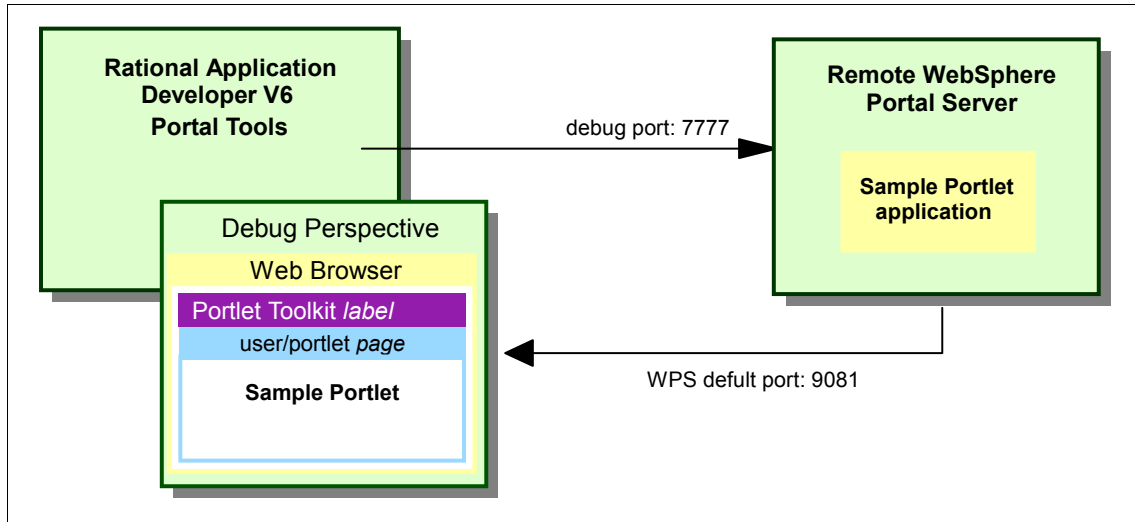 Rational Application
Developer V6
Portal Tools
debug port: 7777
Remote WebSphere
Portal Server
Sample Portlet
application
Debug Perspective
Web Browser
Portlet Toolkit label
user/portlet page
Sample Portlet
WPS defult port: 9081